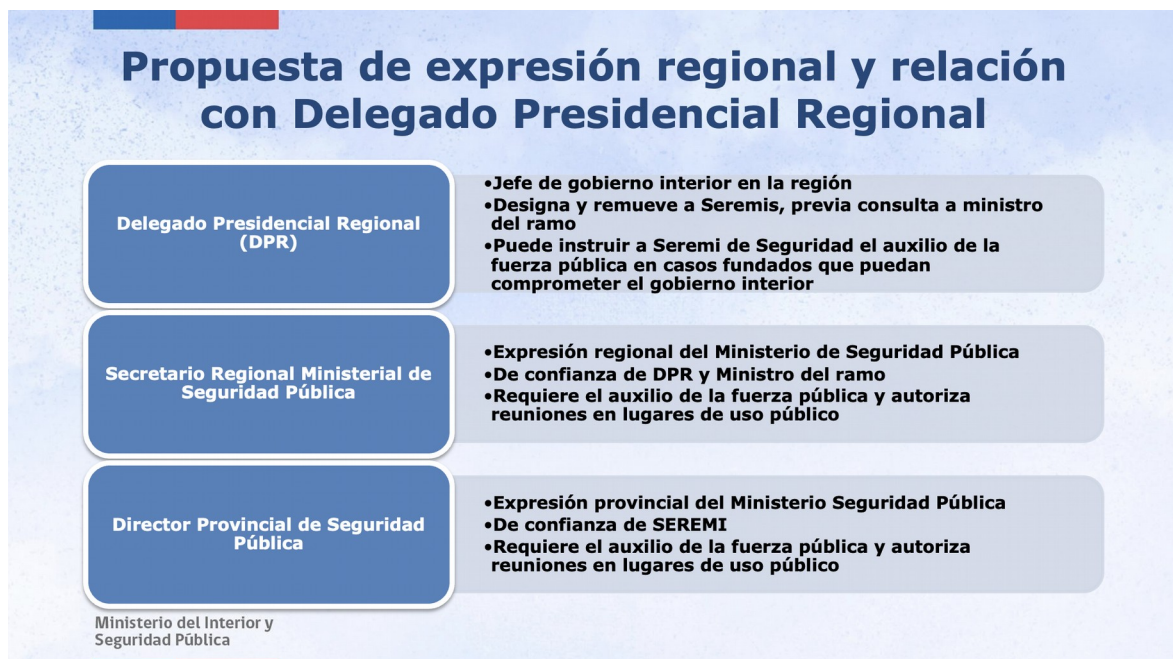 Propuesta de expresión regional y relación
con Delegado Presidencial Regional
Delegado Presidencial Regional
(DPR)
•Jefe de gobierno interior en la región
•Designa y remueve a Seremis, previa consulta a ministro
del ramo
•Puede instruir a Seremi de Seguridad el auxilio de la
fuerza pública en casos fundados que puedan
comprometer el gobierno interior
Secretario Regional Ministerial de
Seguridad Pública
•Expresión regional del Ministerio de Seguridad Pública
•De confianza de DPR y Ministro del ramo
•Requiere el auxilio de la fuerza pública y autoriza
reuniones en lugares de uso público
Director Provincial de Seguridad
Pública
•Expresión provincial del Ministerio Seguridad Pública
•De confianza de SEREMI
•Requiere el auxilio de la fuerza pública y autoriza
reuniones en lugares de uso público
Ministerio del Interior y
Seguridad Pública